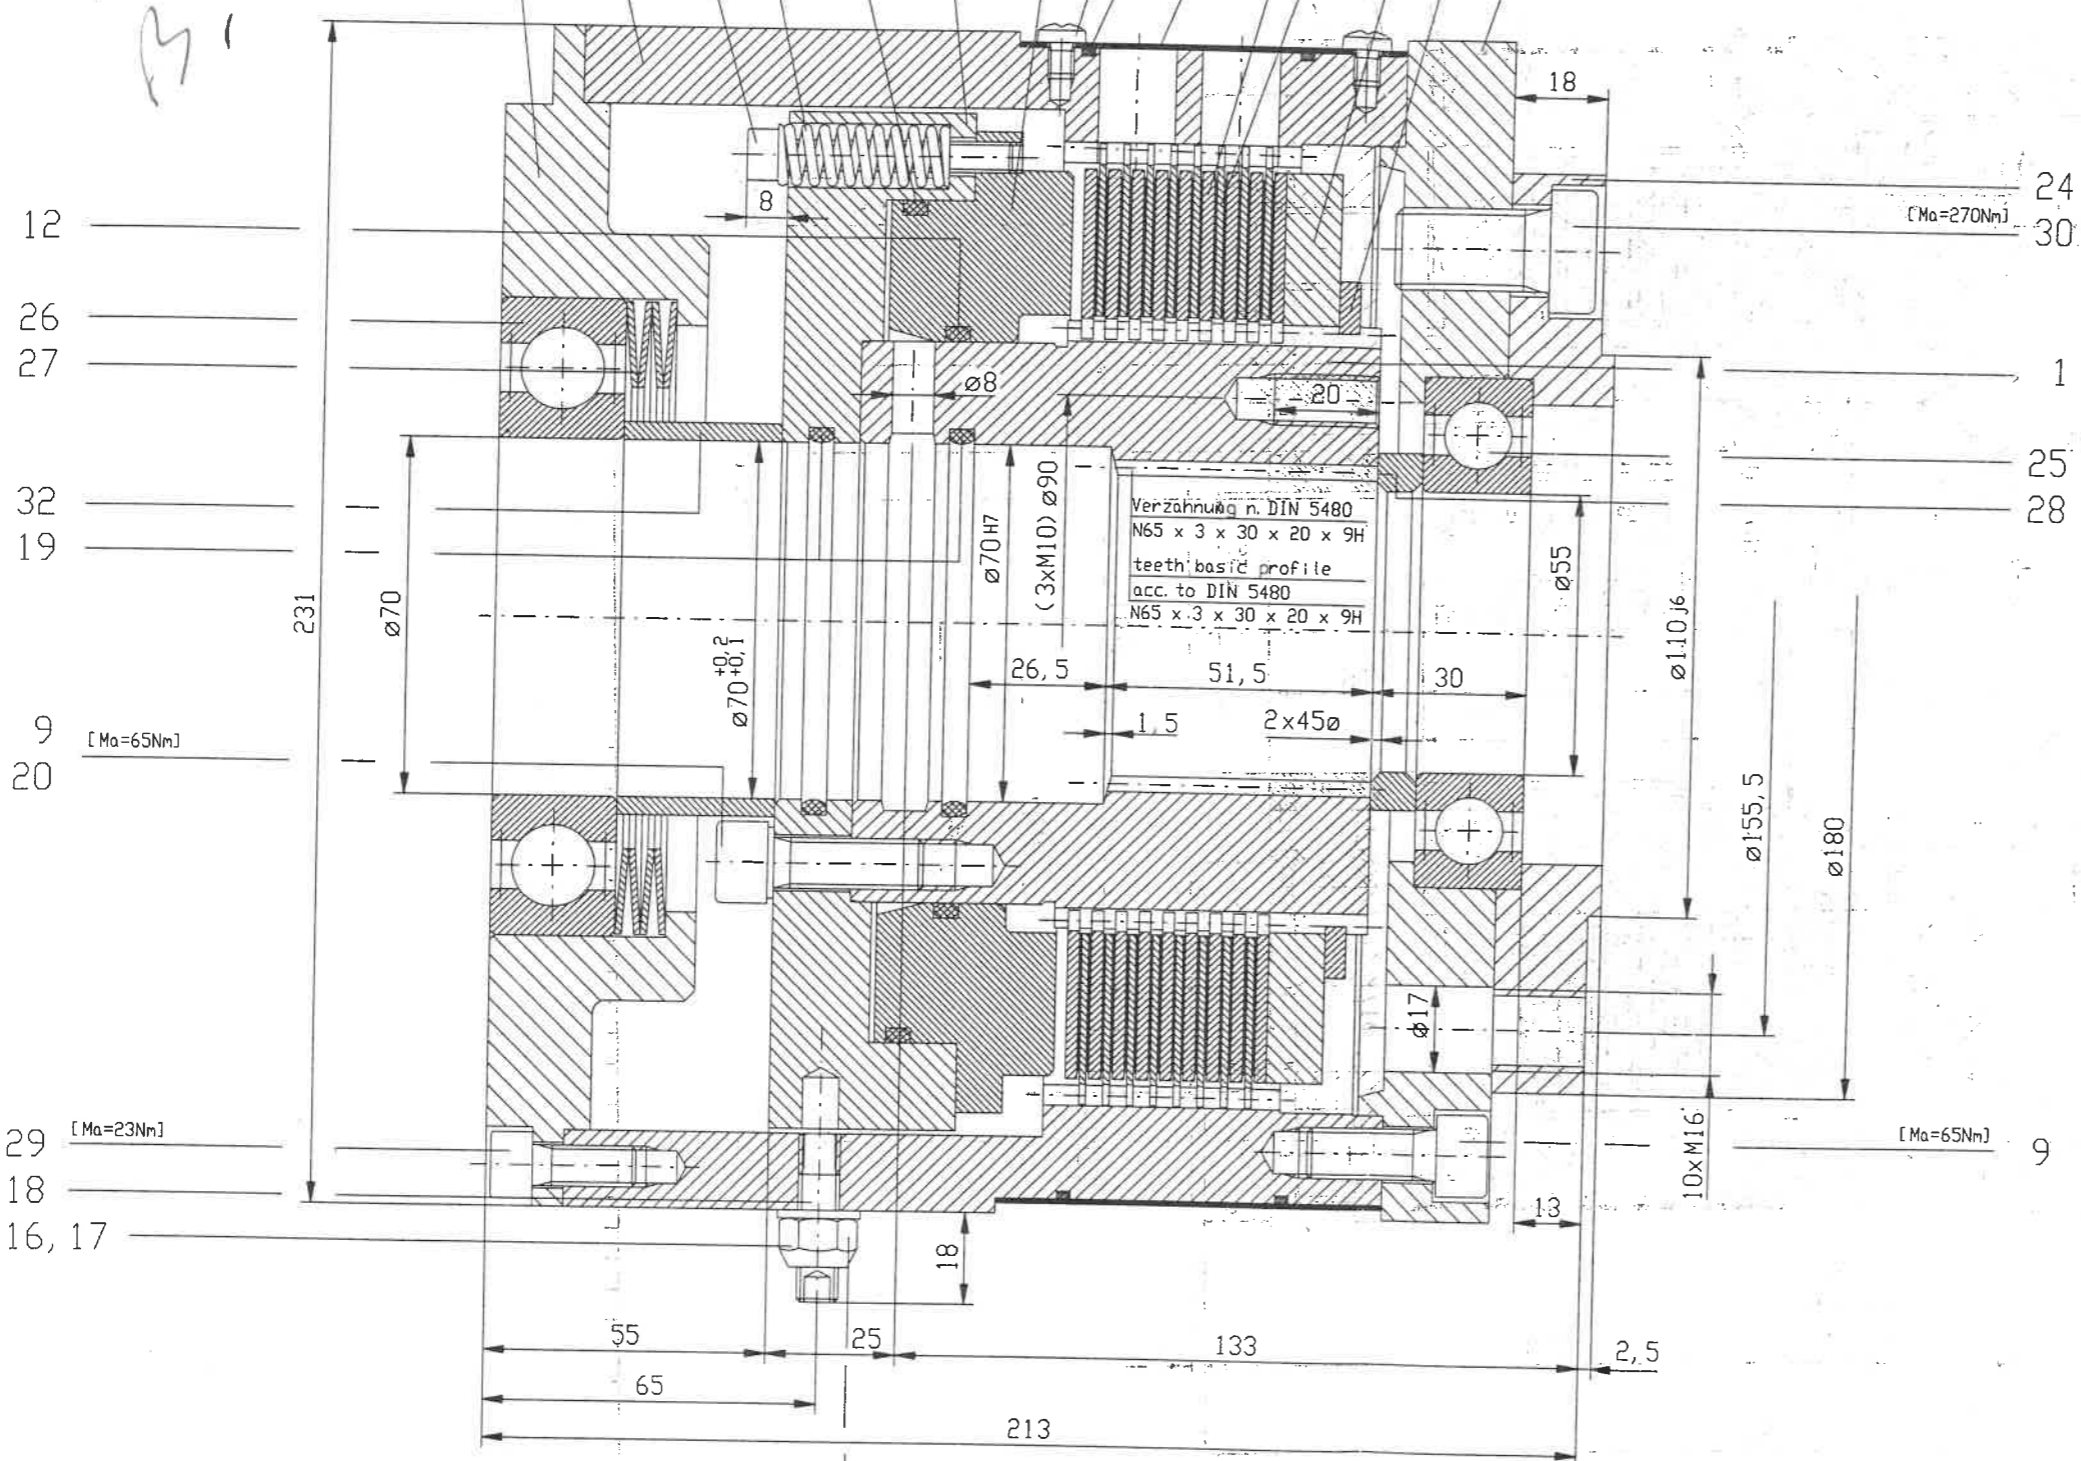 18
24
[Ma=270Nm]
30
8
12
26
27
ø8
20
1
25
28
32
19
Verzahnung n. DIN 5480
N65 x 3 x 30 x 20 x 9H
teeth basic profile
acc. to DIN 5480
N65 x 3 x 30 x 20 x 9H
231
ø70
ø70 +0,2 +0,1
ø70H7
(3xM10) ø90
ø55
ø110J6
26,5
51,5
30
1,5
2x45ø
9
[Ma=65Nm]
20
ø155,5
ø180
ø17
10xM16
[Ma=23Nm]
29
18
16,17
[Ma=65Nm]
9
13
18
55
25
133
2,5
65
213